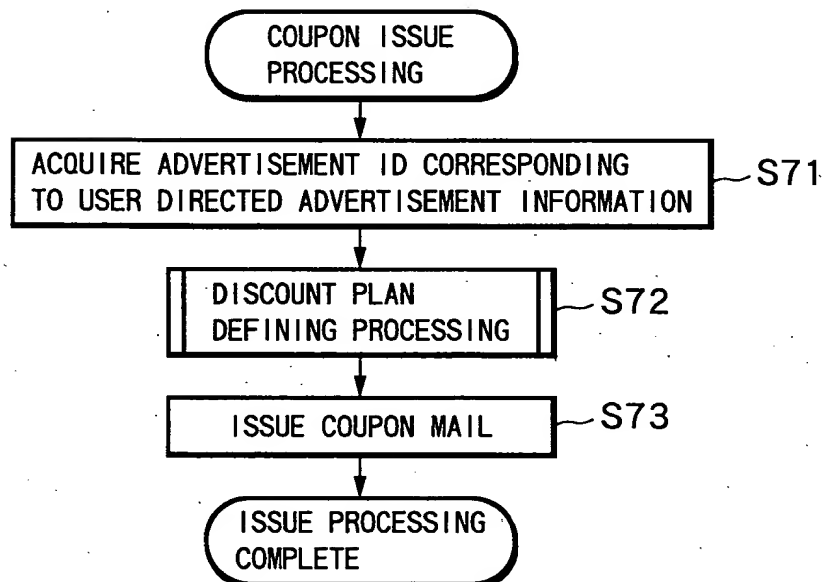 COUPON ISSUE
PROCESSING
ACQUIRE ADVERTISEMENT ID CORRESPONDING
TO USER DIRECTED ADVERTISEMENT INFORMATION
S71
DISCOUNT PLAN
DEFINING PROCESSING
S72
ISSUE COUPON MAIL
S73
ISSUE PROCESSING
COMPLETE